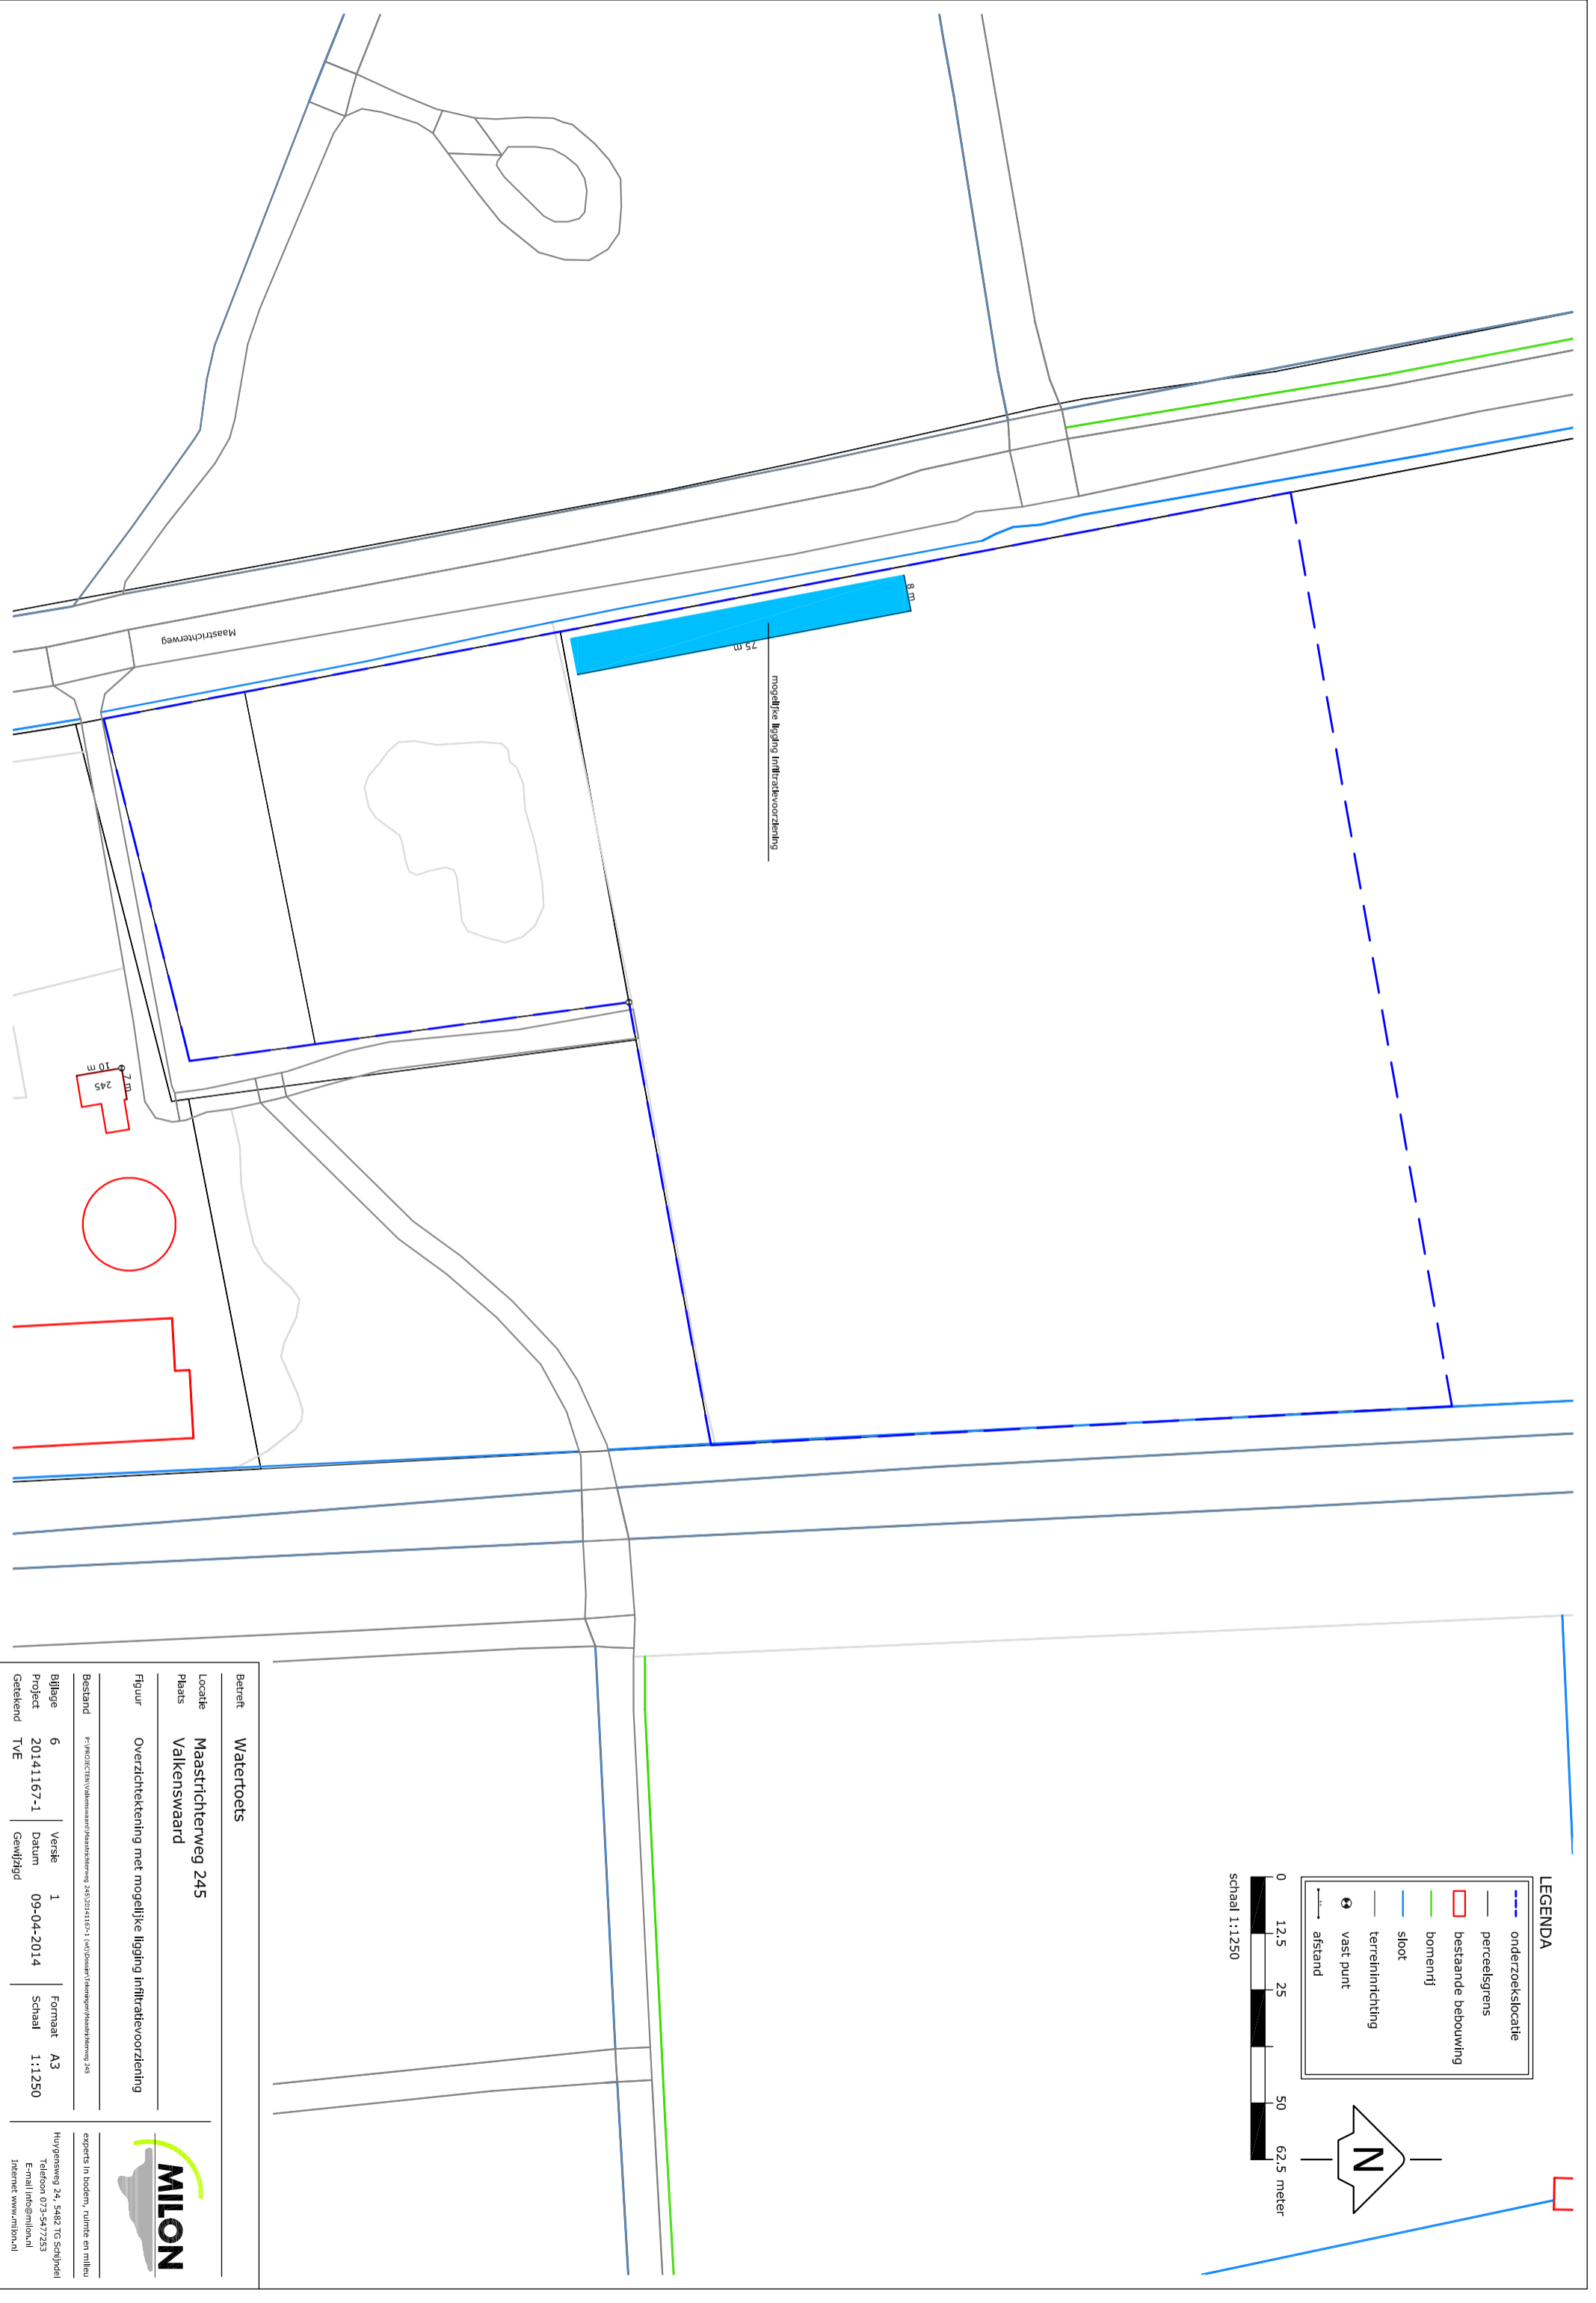 LEGENDA
onderzoekslocatie
perceelsgrens
bestaande bebouwing
bomenrij
sloot
terreininrichting
vast punt
afstand
N
0 12.5 25 50 62.5 meter
schaal 1:1250
8 m
75 m
mogelijke ligging infiltratievoorziening
Maastrichterweg
10 m
7 m
245
Betreft Watertoets
Locatie Maastrichterweg 245
Plaats Valkenswaard
Figuur Overzichtektening met mogelijke ligging infiltratievoorziening
Bestand
Bijlage 6 Versie 1 Formaat A3
Project 20141167-1 Datum 09-04-2014 Schaal 1:1250
Getekend TvE Gewijzigd
MILON
experts in bodem, ruimte en milieu
Huygensweg 24, 5482 TG Schijndel
Telefoon 073-5477253
E-mail info@milon.nl
Internet www.milon.nl